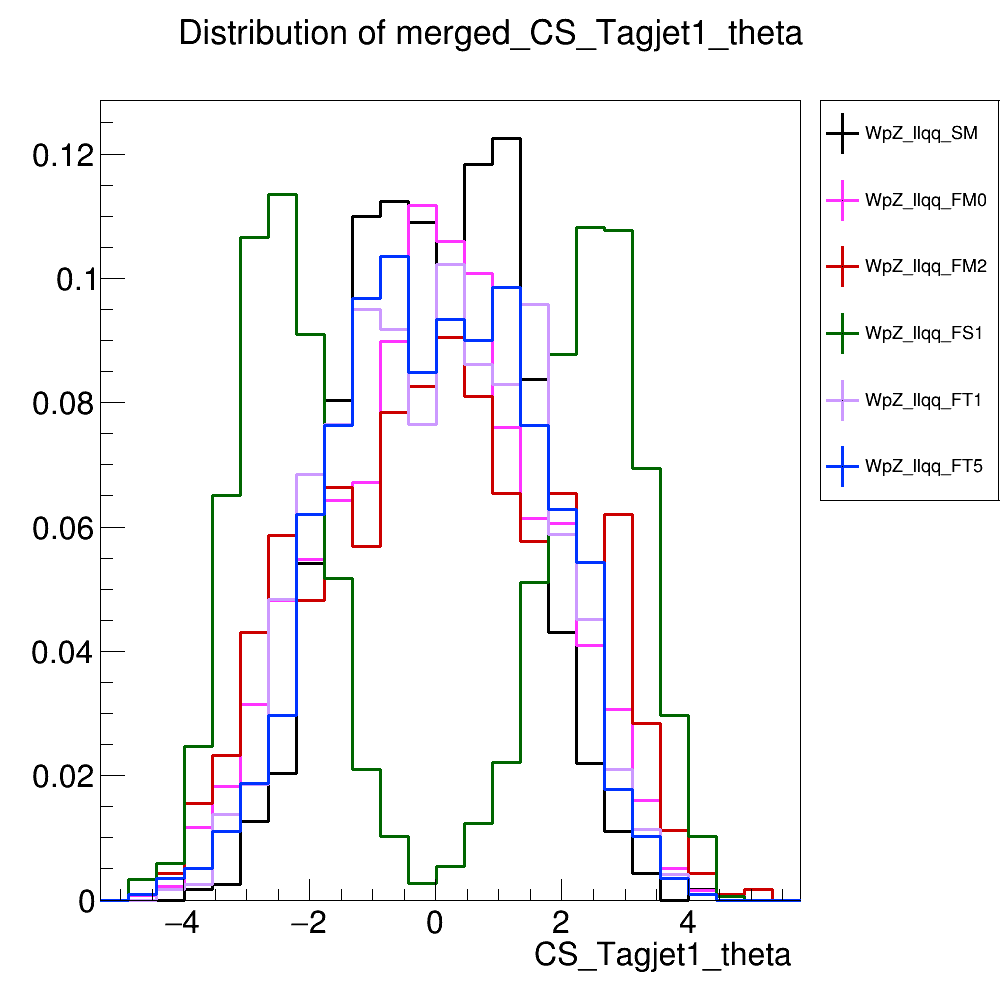 Distribution of merged_CS_Tagjet1_theta
0.12
0.1
0.08
0.06
0.04
0.02
0
−4
−2
0
2
4
CS_Tagjet1_theta
WpZ_llqq_SM
WpZ_llqq_FM0
WpZ_llqq_FM2
WpZ_llqq_FS1
WpZ_llqq_FT1
WpZ_llqq_FT5